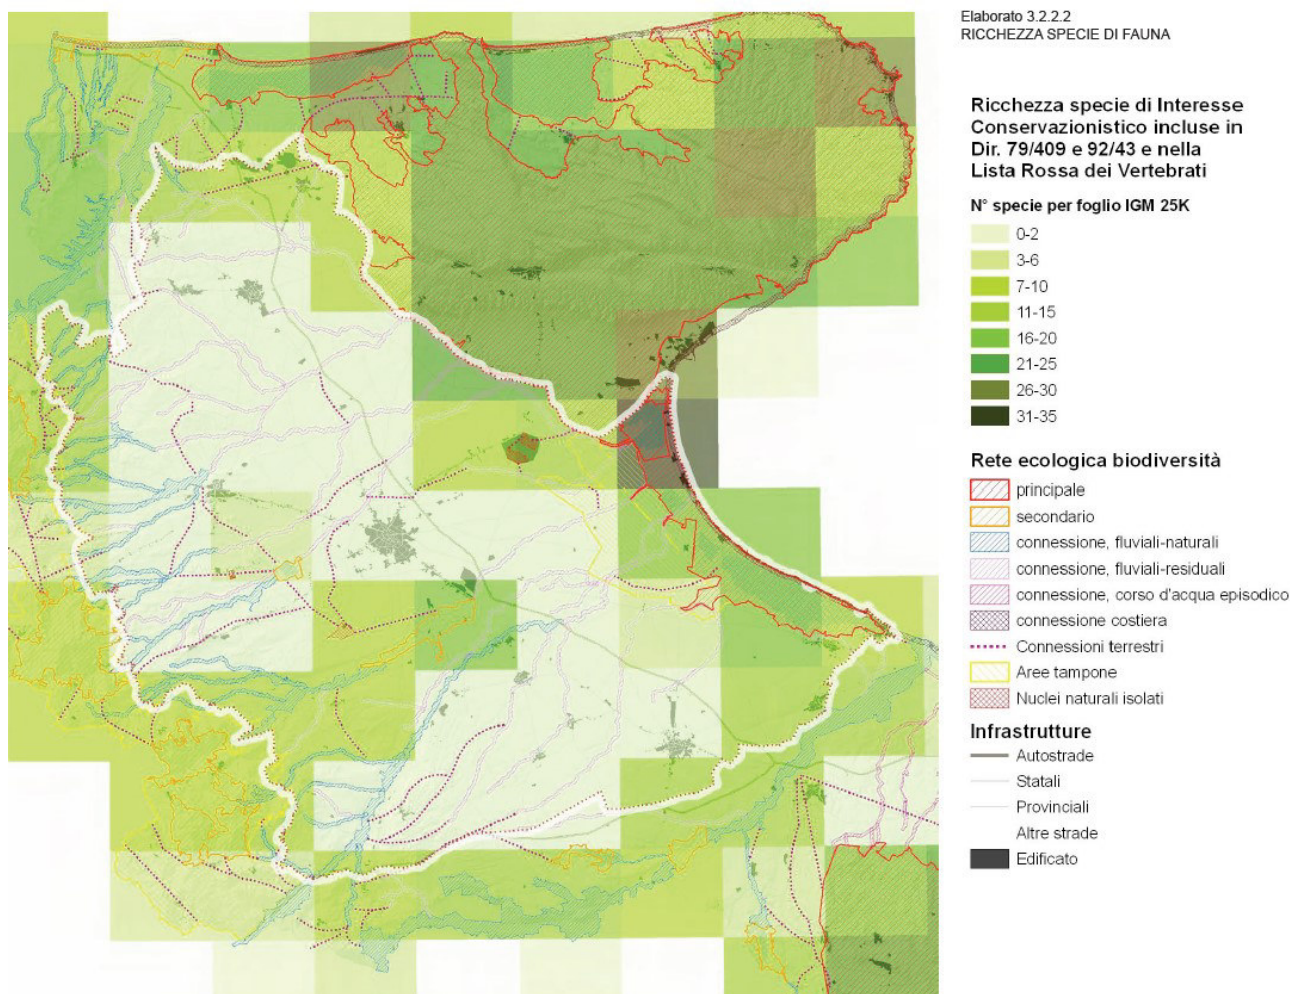 Elaborato 3.2.2.2
RICCHEZZA SPECIE DI FAUNA
Ricchezza specie di Interesse
Conservazionistico incluse in
Dir. 79/409 e 92/43 e nella
Lista Rossa dei Vertebrati
N° specie per foglio IGM 25K
0-2
3-6
7-10
11-15
16-20
21-25
26-30
31-35
Rete ecologica biodiversità
principale
secondario
connessione, fluviali-naturali
connessione, fluviali-residuali
connessione, corso d'acqua episodico
connessione costiera
Connessioni terrestri
Aree tampone
Nuclei naturali isolati
Infrastrutture
Autostrade
Statali
Provinciali
Altre strade
Edificato